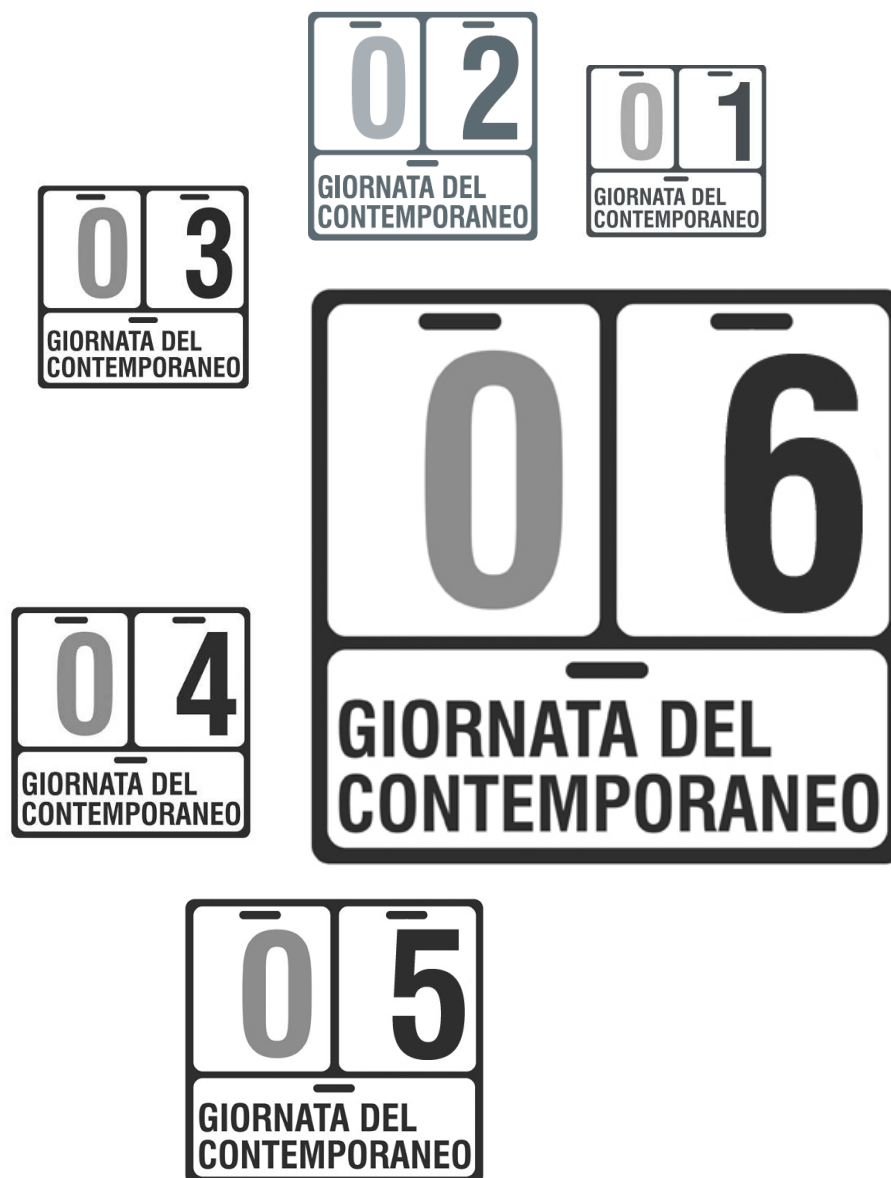 02
GIORNATA DEL
CONTEMPORANEO
01
GIORNATA DEL
CONTEMPORANEO
03
GIORNATA DEL
CONTEMPORANEO
06
GIORNATA DEL
CONTEMPORANEO
04
GIORNATA DEL
CONTEMPORANEO
05
GIORNATA DEL
CONTEMPORANEO